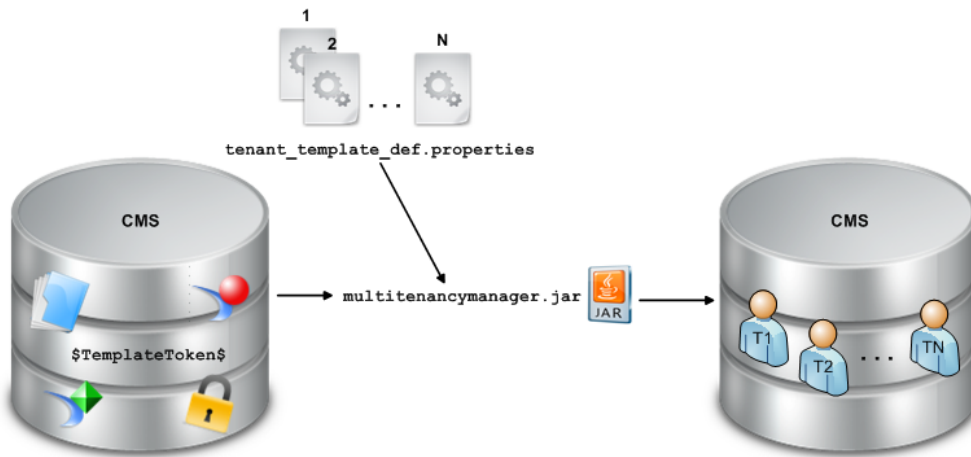 1
2
N
...
tenant_template_def.properties
CMS
CMS
multitenancymanager.jar
JAR
$TemplateToken$
T1
T2
...
TN